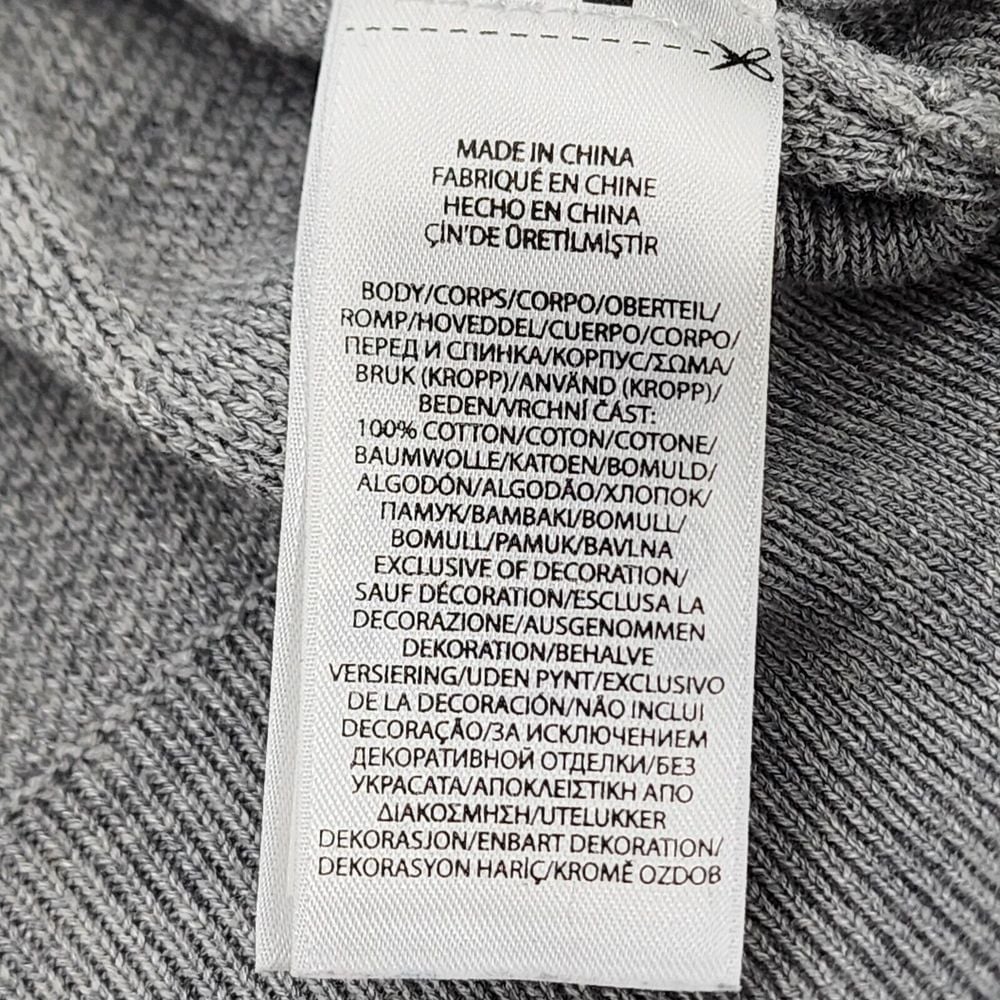 MADE IN CHINA
FABRIQUÉ EN CHINE
HECHO EN CHINA
ÇİN'DE ÜRETİLMİŞTİR
BODY/CORPS/CORPO/OBERTEIL/
ROMP/HOVEDDEL/CUERPO/CORPO/
ПЕРЕД И СПИНКА/КОРПУС/ΣΩΜΑ/
BRUK (KROPP)/ANVÄND (KROPP)/
BEDEN/VRCHNÍ ČÁST:
100% COTTON/COTON/COTONE/
BAUMWOLLE/KATOEN/BOMULD/
ALGODÓN/ALGODÃO/ХЛОПОК/
ПАМУК/BAMBAKI/BOMULL/
BOMULL/PAMUK/BAVLNA
EXCLUSIVE OF DECORATION/
SAUF DÉCORATION/ESCLUSA LA
DECORAZIONE/AUSGENOMMEN
DEKORATION/BEHALVE
VERSIERING/UDEN PYNT/EXCLUSIVO
DE LA DECORACIÓN/NÃO INCLUI
DECORAÇÃO/ЗА ИСКЛЮЧЕНИЕМ
ДЕКОРАТИВНОЙ ОТДЕЛКИ/БЕЗ
УКРАСАТА/ΑΠΟΚΛΕΙΣΤΙΚΗ ΑΠΟ
ΔΙΑΚΟΣΜΗΣΗ/UTELUKKER
DEKORASJON/ENBART DEKORATION/
DEKORASYON HARİÇ/KROMĚ OZDOB